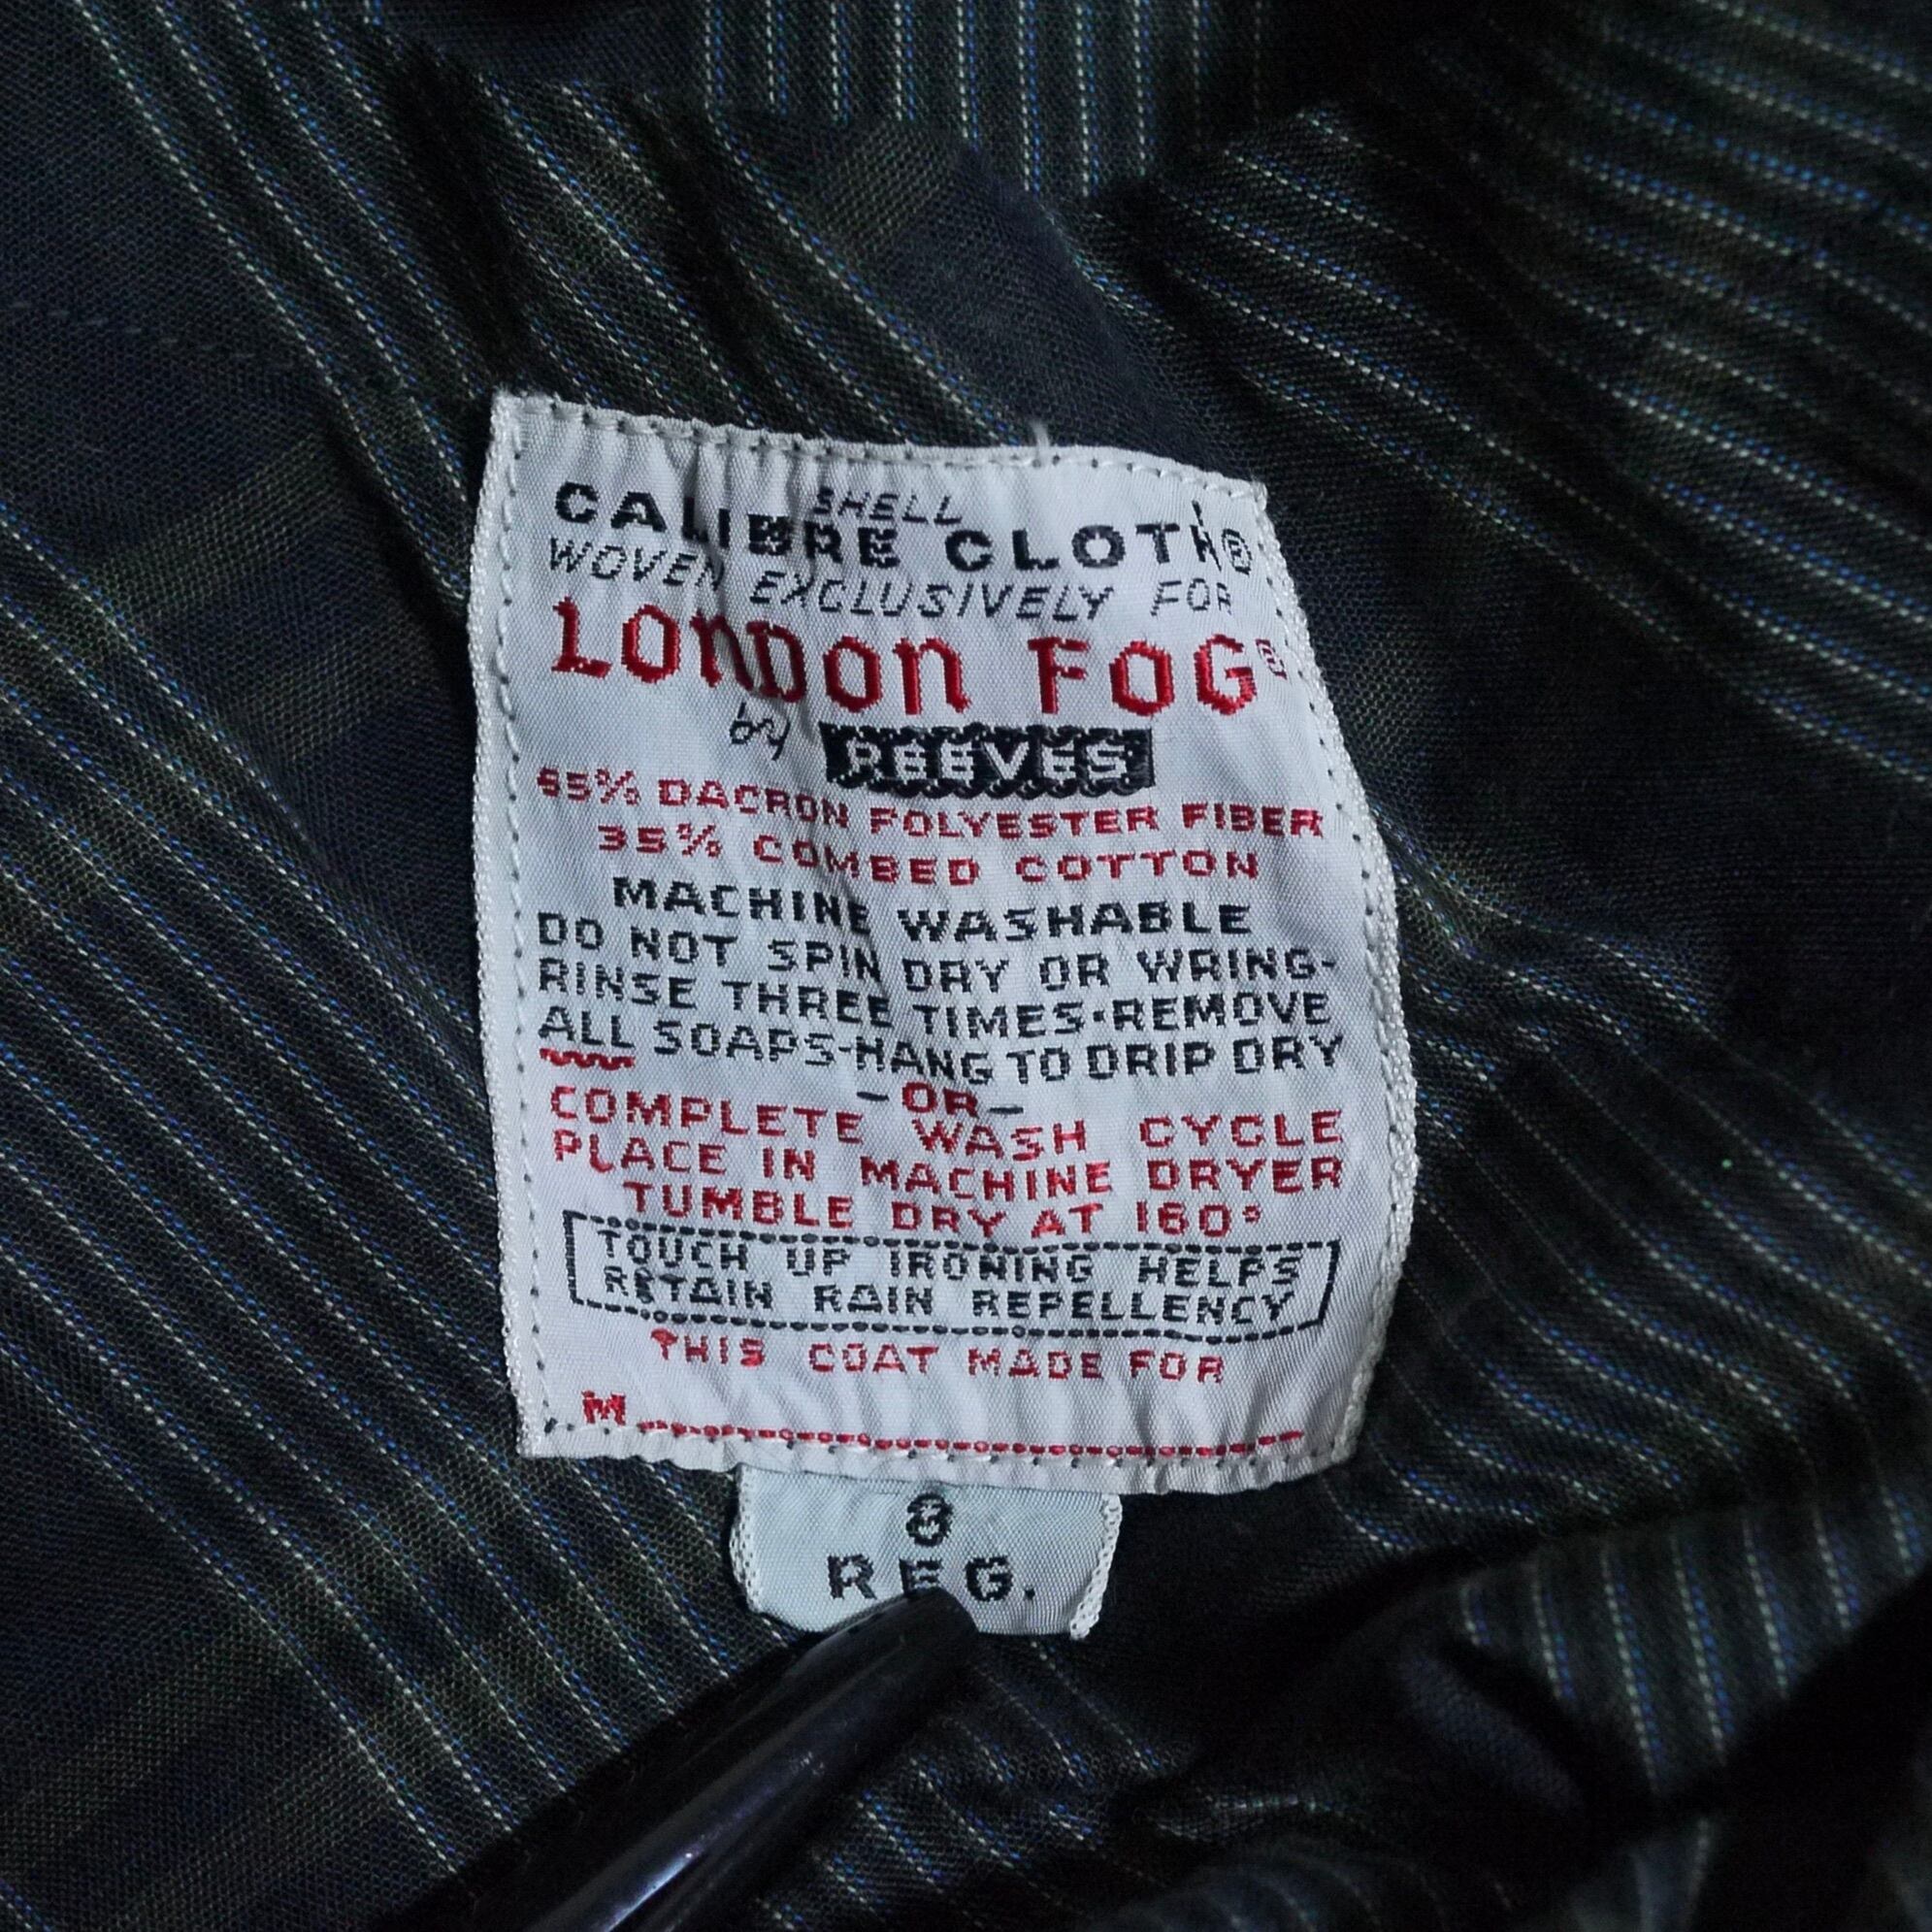 SHELL
CALIBRE CLOTH®
WOVEN EXCLUSIVELY FOR
LONDON FOG®
by REEVES
65% DACRON POLYESTER FIBER
35% COMBED COTTON
MACHINE WASHABLE
DO NOT SPIN DRY OR WRING-
RINSE THREE TIMES·REMOVE
ALL SOAPS-HANG TO DRIP DRY
-OR-
COMPLETE WASH CYCLE
PLACE IN MACHINE DRYER
TUMBLE DRY AT 160°
TOUCH UP IRONING HELPS
RETAIN RAIN REPELLENCY
THIS COAT MADE FOR
M
8
REG.